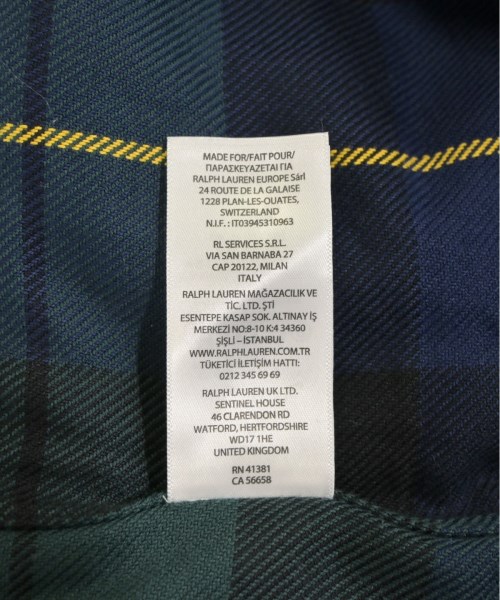 MADE FOR/FAIT POUR/
ΠΑΡΑΣΚΕΥΑΖΕΤΑΙ ΓΙΑ
RALPH LAUREN EUROPE Sárl
24 ROUTE DE LA GALAISE
1228 PLAN-LES-OUATES,
SWITZERLAND
N.I.F. : IT03945310963
RL SERVICES S.R.L.
VIA SAN BARNABA 27
CAP 20122, MILAN
ITALY
RALPH LAUREN MAĞAZACILIK VE
TİC. LTD. ŞTİ
ESENTEPE KASAP SOK. ALTINAY İŞ
MERKEZİ NO:8-10 K:4 34360
ŞİŞLİ – İSTANBUL
WWW.RALPHLAUREN.COM.TR
TÜKETİCİ İLETİŞİM HATTI:
0212 345 69 69
RALPH LAUREN UK LTD.
SENTINEL HOUSE
46 CLARENDON RD
WATFORD, HERTFORDSHIRE
WD17 1HE
UNITED KINGDOM
RN 41381
CA 56658